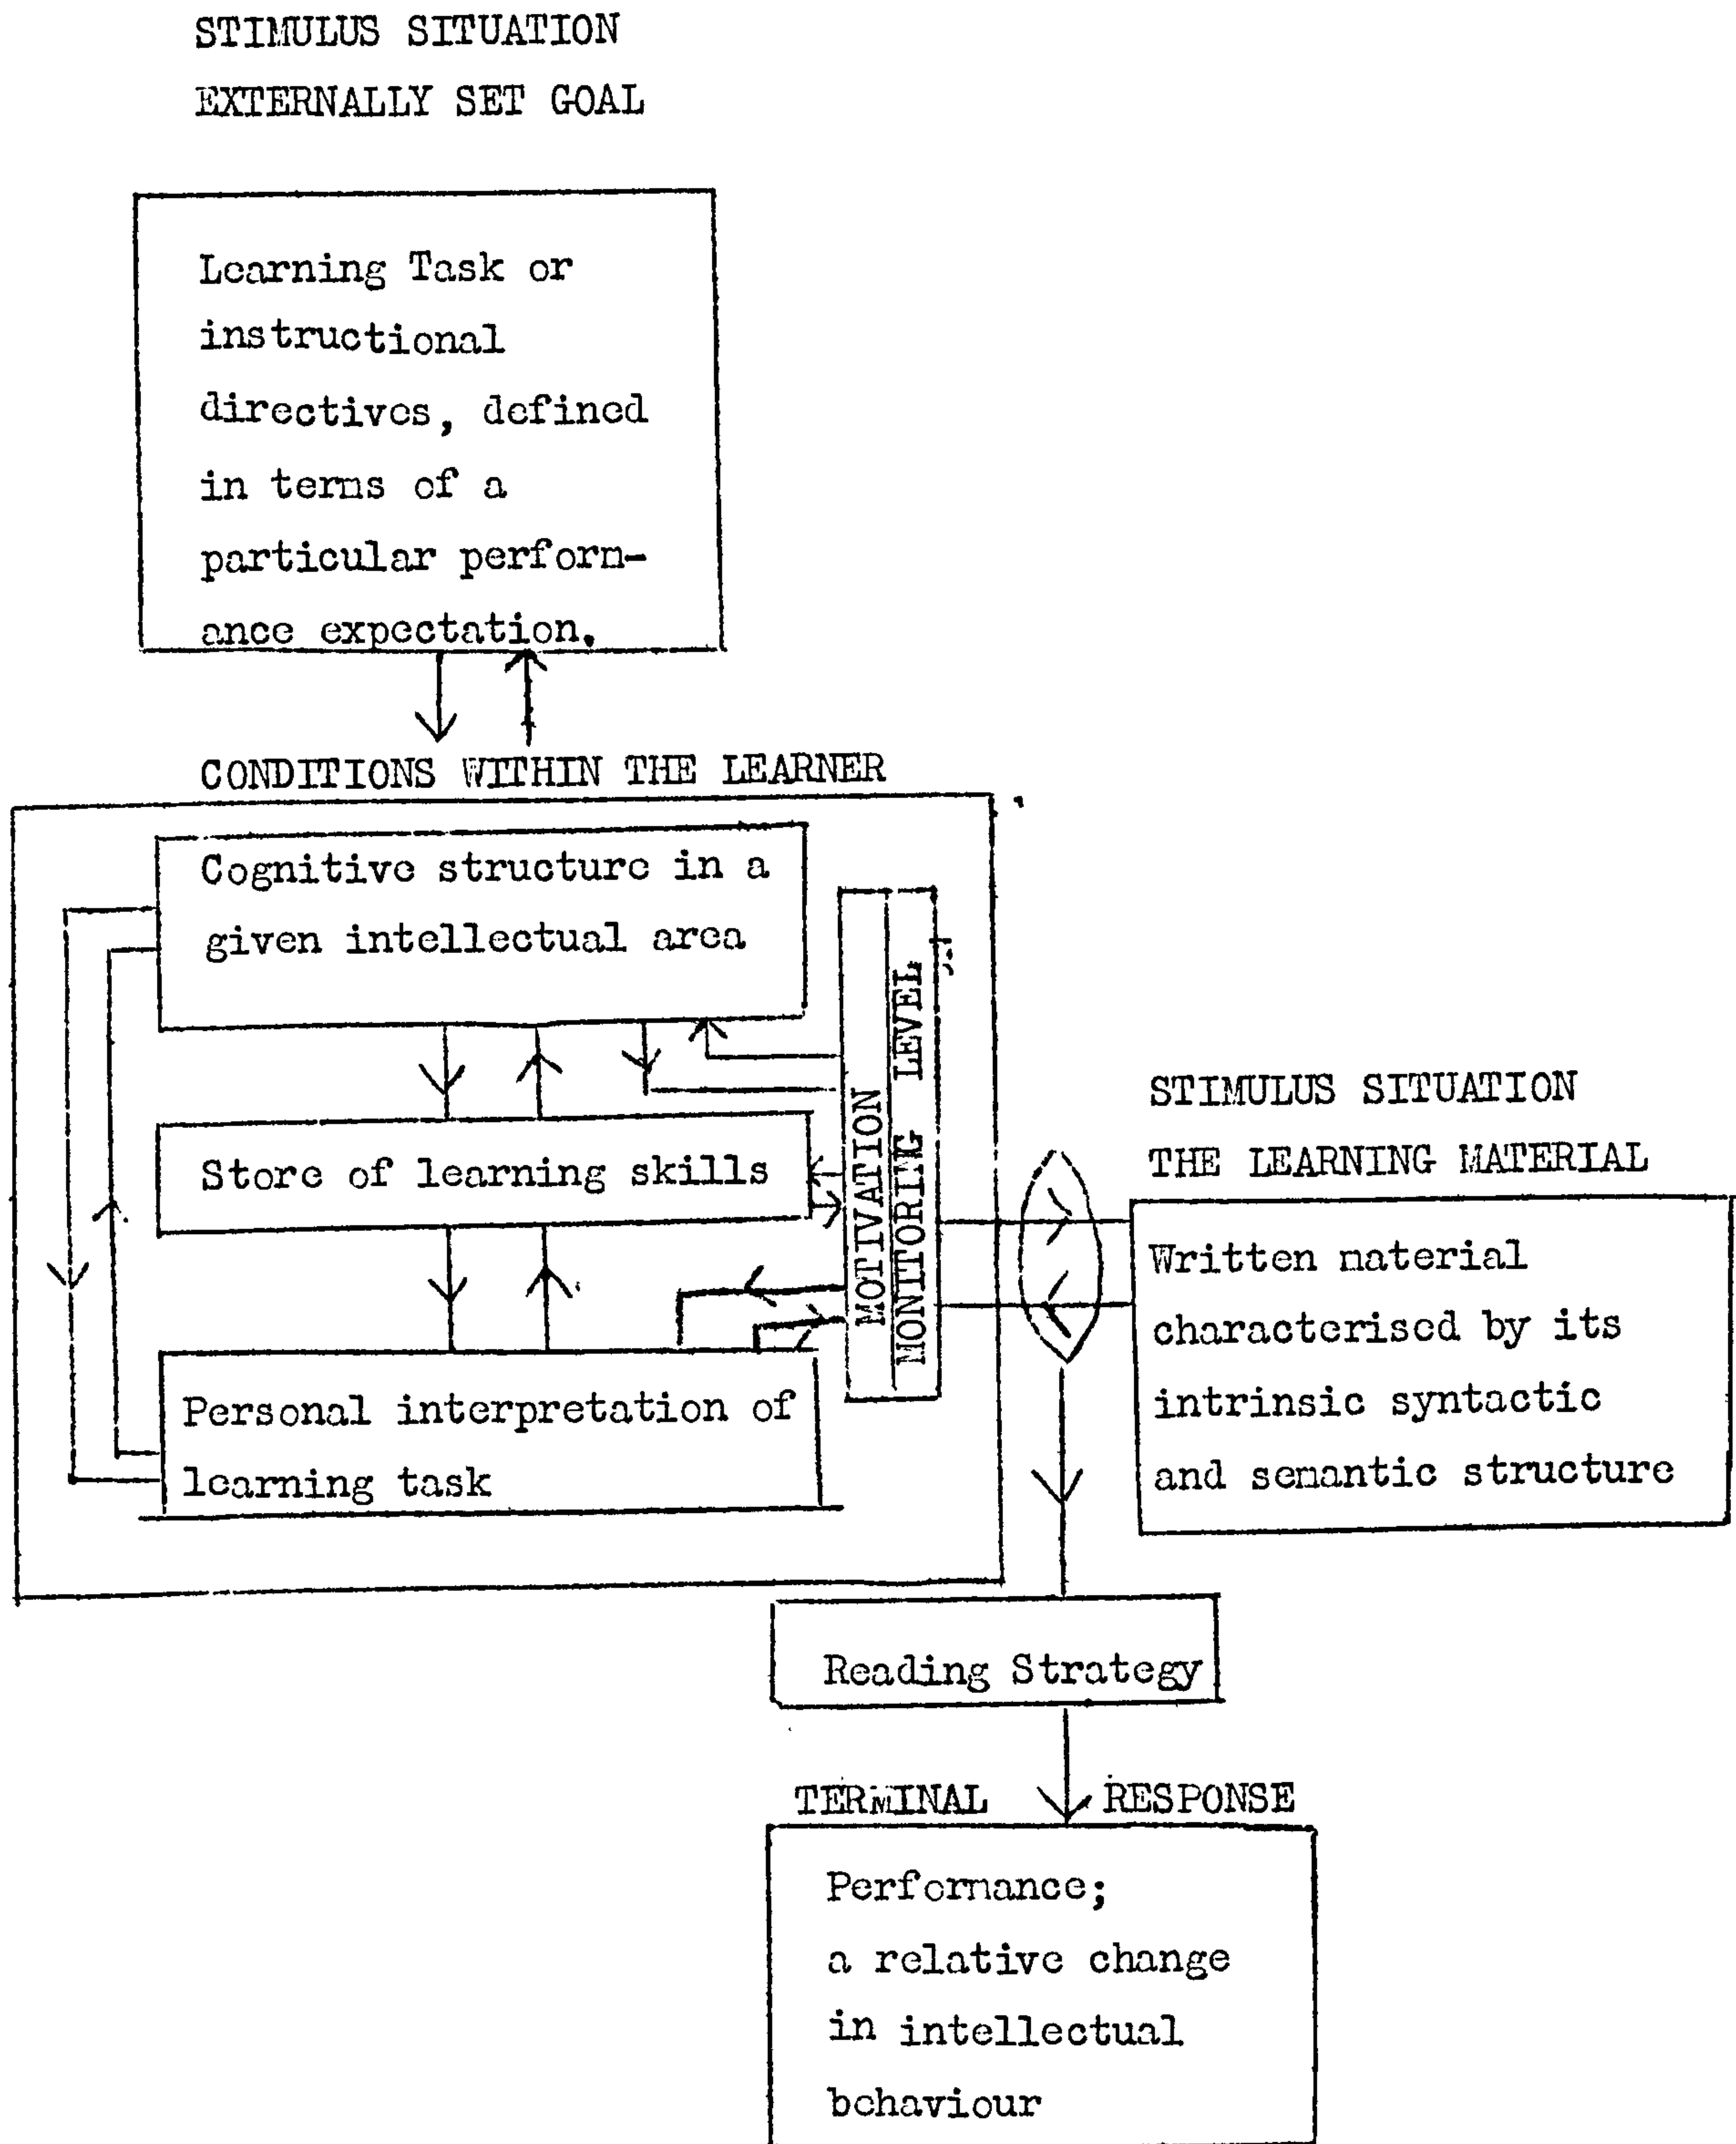 STIMULUS SITUATION
EXTERNALLY SET GOAL
Learning Task or
instructional
directives, defined
in terms of a
particular perform-
ance expectation.
CONDITIONS WITHIN THE LEARNER
Cognitive structure in a
given intellectual area
Store of learning skills
Personal interpretation of
learning task
MOTIVATION
MONITORING LEVEL
STIMULUS SITUATION
THE LEARNING MATERIAL
Written material
characterised by its
intrinsic syntactic
and semantic structure
Reading Strategy
TERMINAL RESPONSE
Performance;
a relative change
in intellectual
behaviour